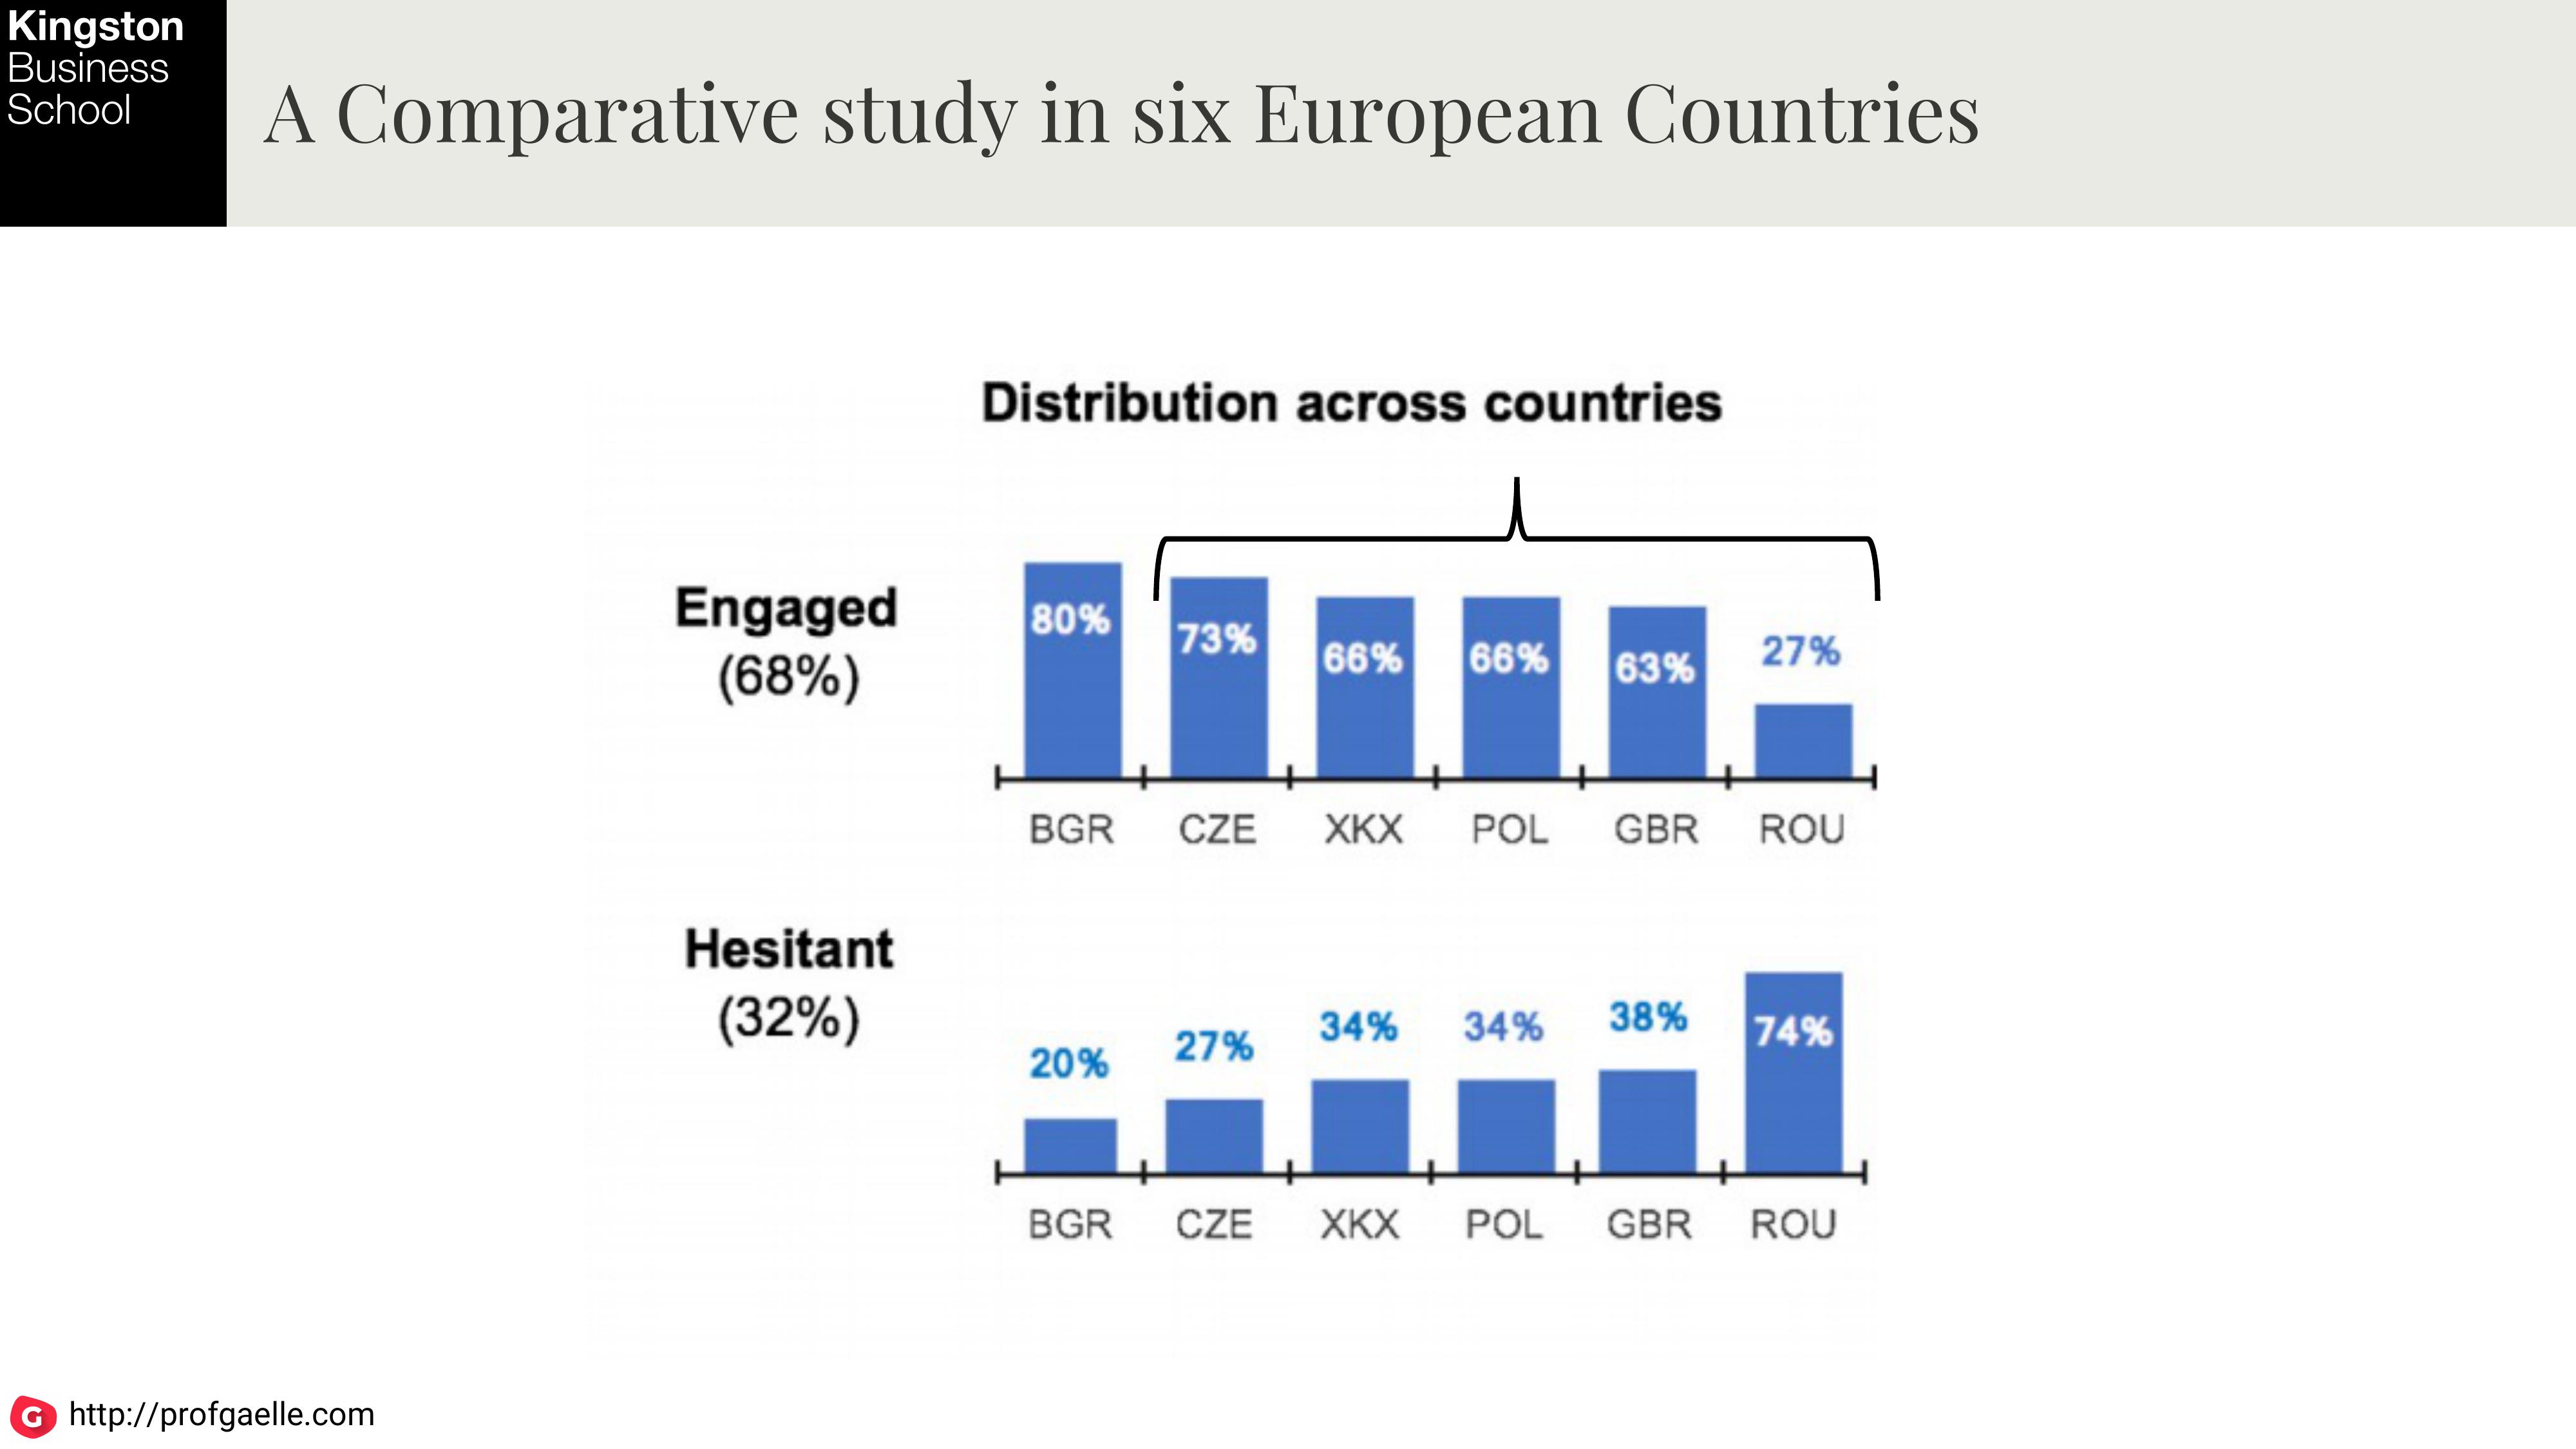 Kingston
Business
School
A Comparative study in six European Countries
Distribution across countries
Engaged
(68%)
80%
73%
66%
66%
63%
27%
BGR CZE XKX POL GBR ROU
Hesitant
(32%)
20%
27%
34%
34%
38%
74%
BGR CZE XKX POL GBR ROU
G http://profgaelle.com